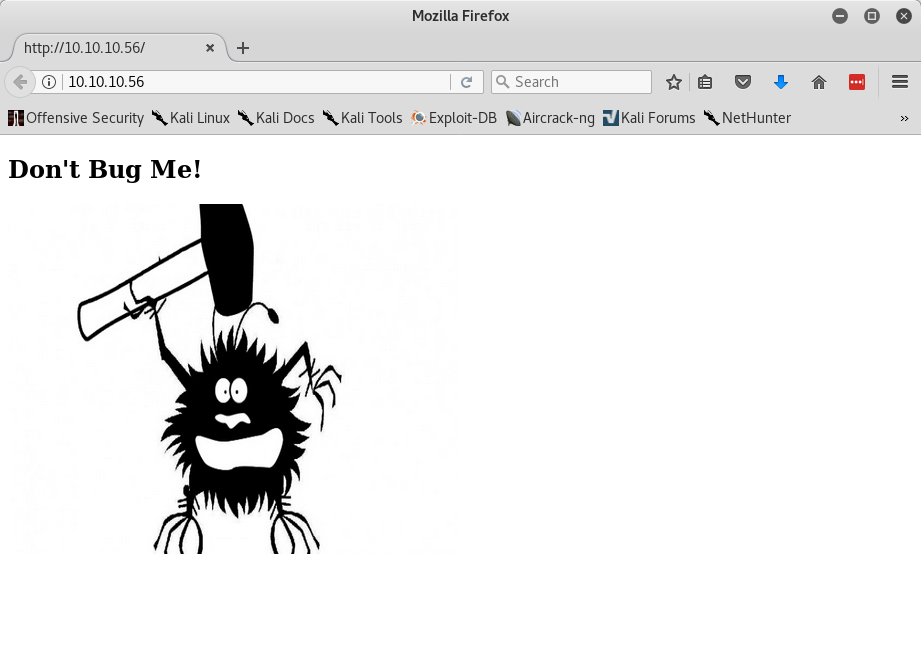 Mozilla Firefox
http://10.10.10.56/
10.10.10.56
Search
Offensive Security Kali Linux Kali Docs Kali Tools Exploit-DB Aircrack-ng Kali Forums NetHunter »
Don't Bug Me!